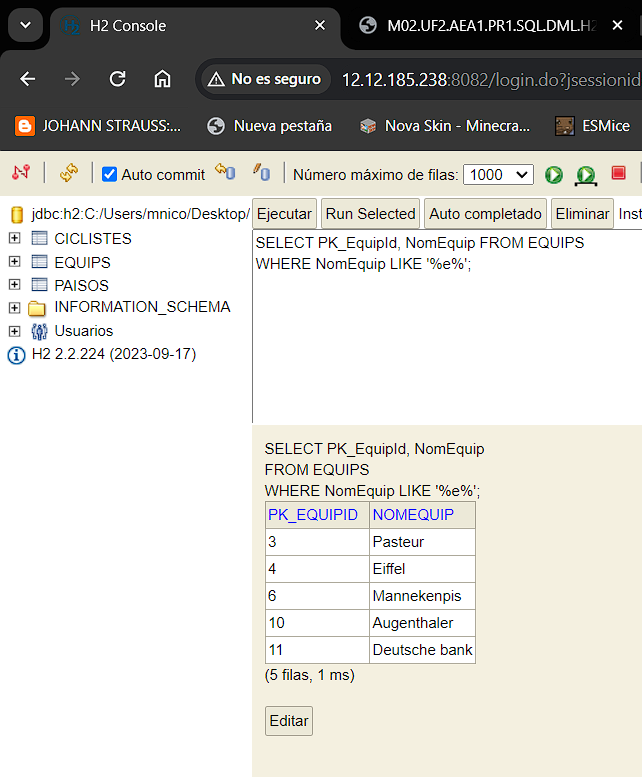 H2 Console
M02.UF2.AEA1.PR1.SQL.DML.H2
No es seguro
12.12.185.238:8082/login.do?jsessionid
JOHANN STRAUSS:...
Nueva pestaña
Nova Skin - Minecra...
ESMice
Auto commit
Número máximo de filas: 1000
jdbc:h2:C:/Users/mnico/Desktop/
Ejecutar Run Selected Auto completado Eliminar Inst
CICLISTES
EQUIPS
PAISOS
INFORMATION_SCHEMA
Usuarios
H2 2.2.224 (2023-09-17)
SELECT PK_EquipId, NomEquip FROM EQUIPS
WHERE NomEquip LIKE '%e%';
SELECT PK_EquipId, NomEquip
FROM EQUIPS
WHERE NomEquip LIKE '%e%';
PK_EQUIPID NOMEQUIP
3 Pasteur
4 Eiffel
6 Mannekenpis
10 Augenthaler
11 Deutsche bank
(5 filas, 1 ms)
Editar